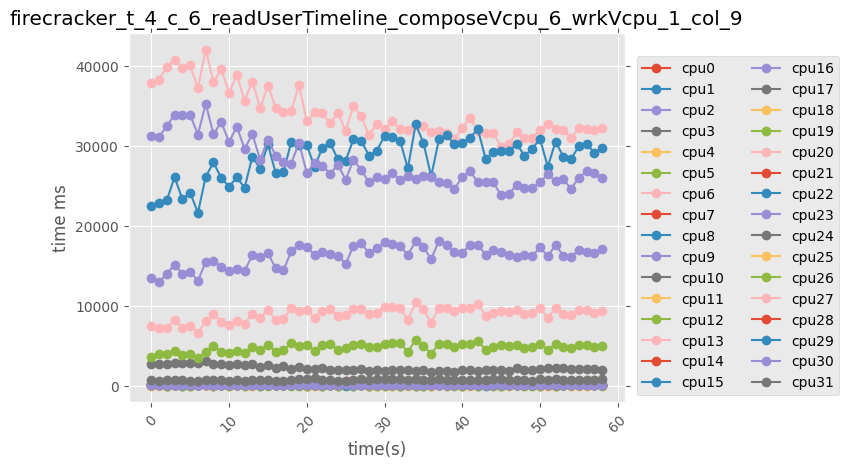 firecracker_t_4_c_6_readUserTimeline_composeVcpu_6_wrkVcpu_1_col_9
time ms
40000
30000
20000
10000
0
0
10
20
30
40
50
60
time(s)
cpu0
cpu1
cpu2
cpu3
cpu4
cpu5
cpu6
cpu7
cpu8
cpu9
cpu10
cpu11
cpu12
cpu13
cpu14
cpu15
cpu16
cpu17
cpu18
cpu19
cpu20
cpu21
cpu22
cpu23
cpu24
cpu25
cpu26
cpu27
cpu28
cpu29
cpu30
cpu31